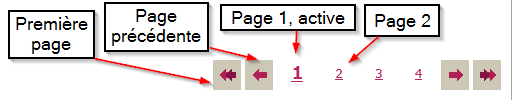 Première
page
Page
précédente
Page 1, active
Page 2
1 2 3 4